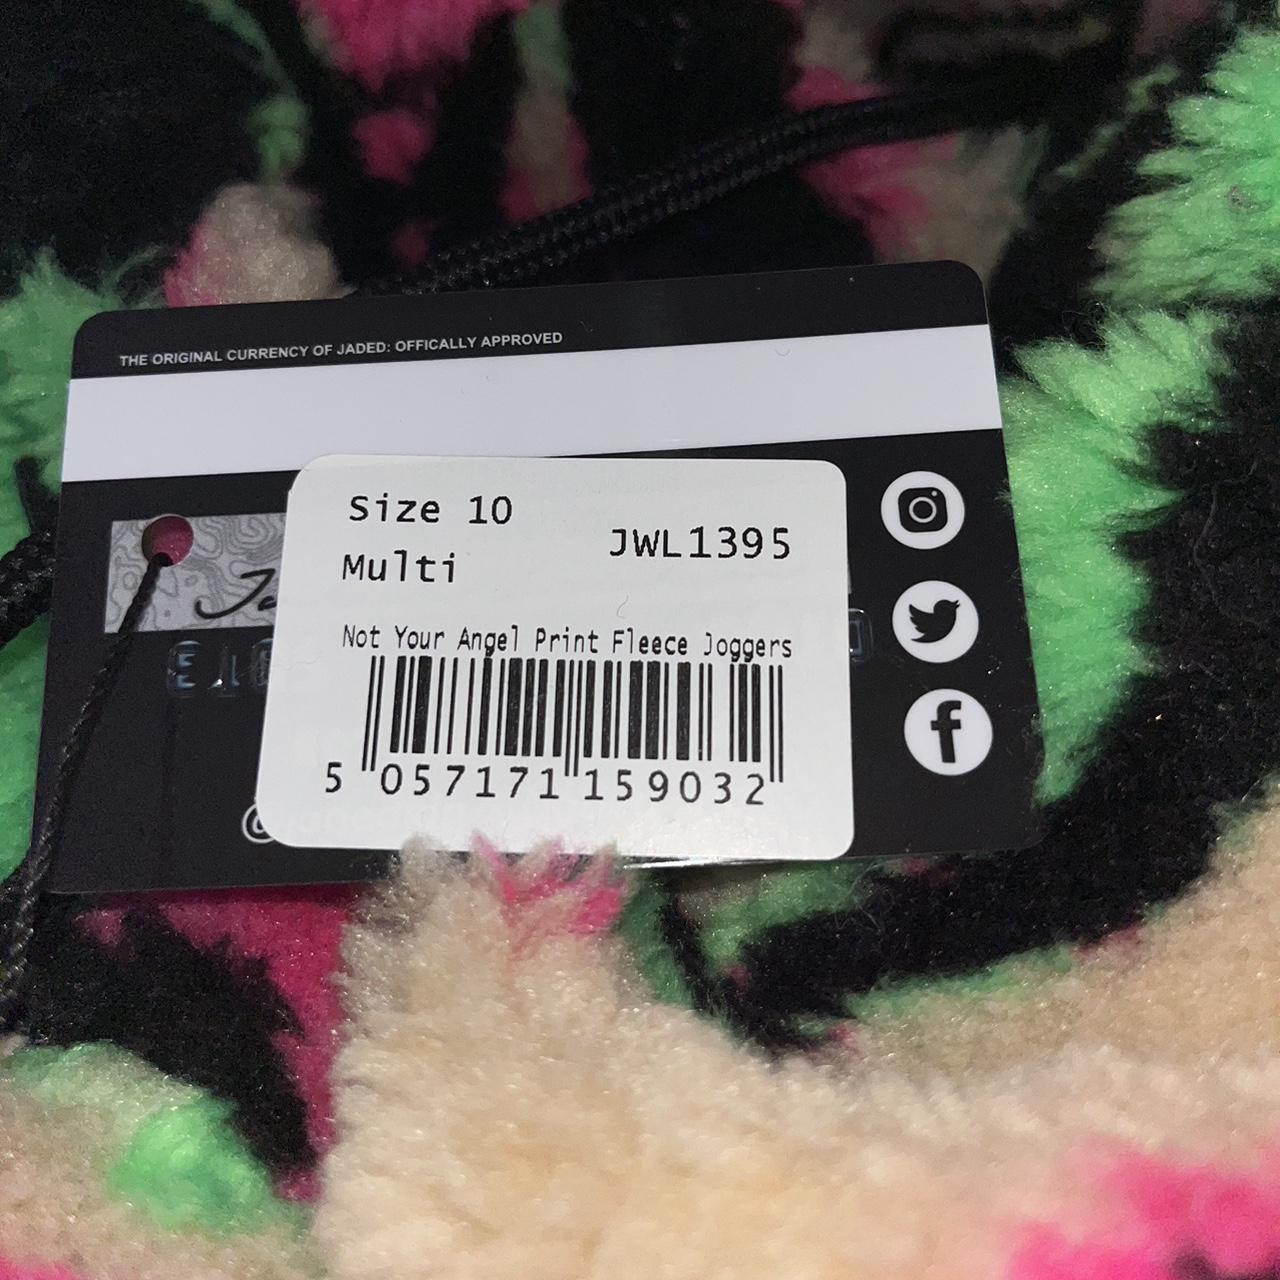 THE ORIGINAL CURRENCY OF JADED: OFFICALLY APPROVED
Size 10
JWL1395
Multi
Not Your Angel Print Fleece Joggers
5 057171 159032